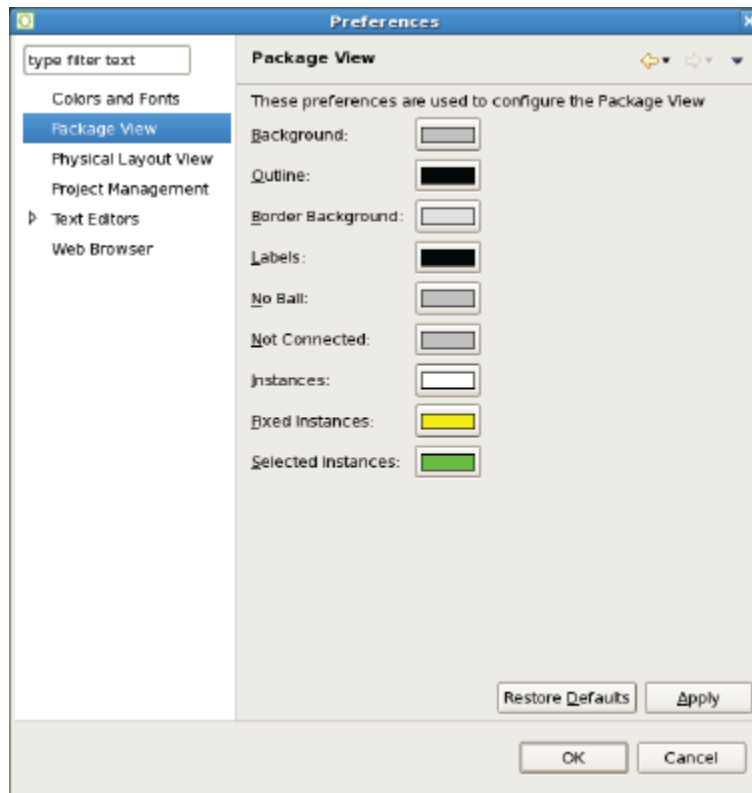 Preferences
type filter text
Package View
Colors and Fonts
Package View
Physical Layout View
Project Management
Text Editors
Web Browser
These preferences are used to configure the Package View
Background:
Outline:
Border Background:
Labels:
No Ball:
Not Connected:
Instances:
Fixed Instances:
Selected Instances:
Restore Defaults
Apply
OK
Cancel